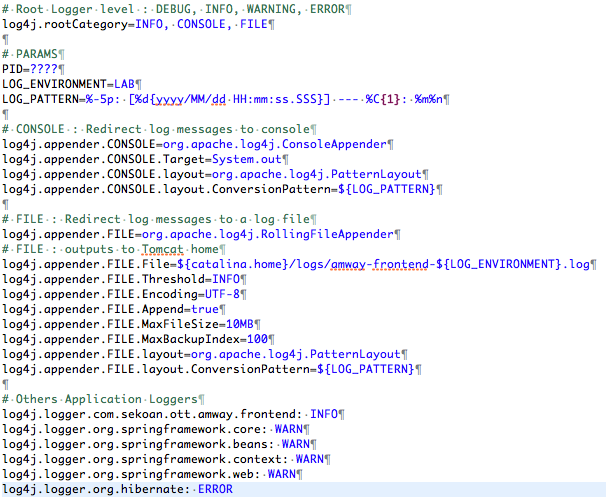 # Root Logger level : DEBUG, INFO, WARNING, ERROR¶
log4j.rootCategory=INFO, CONSOLE, FILE¶
¶
# PARAMS¶
PID=????¶
LOG_ENVIRONMENT=LAB¶
LOG_PATTERN=%-5p: [%d{yyyy/MM/dd HH:mm:ss.SSS}] --- %C{1}: %m%n¶
¶
# CONSOLE : Redirect log messages to console¶
log4j.appender.CONSOLE=org.apache.log4j.ConsoleAppender¶
log4j.appender.CONSOLE.Target=System.out¶
log4j.appender.CONSOLE.layout=org.apache.log4j.PatternLayout¶
log4j.appender.CONSOLE.layout.ConversionPattern=${LOG_PATTERN}¶
¶
# FILE : Redirect log messages to a log file¶
log4j.appender.FILE=org.apache.log4j.RollingFileAppender¶
# FILE : outputs to Tomcat home¶
log4j.appender.FILE.File=${catalina.home}/logs/amway-frontend-${LOG_ENVIRONMENT}.log¶
log4j.appender.FILE.Threshold=INFO¶
log4j.appender.FILE.Encoding=UTF-8¶
log4j.appender.FILE.Append=true¶
log4j.appender.FILE.MaxFileSize=10MB¶
log4j.appender.FILE.MaxBackupIndex=100¶
log4j.appender.FILE.layout=org.apache.log4j.PatternLayout¶
log4j.appender.FILE.layout.ConversionPattern=${LOG_PATTERN}¶
¶
# Others Application Loggers¶
log4j.logger.com.sekoan.ott.amway.frontend: INFO¶
log4j.logger.org.springframework.core: WARN¶
log4j.logger.org.springframework.beans: WARN¶
log4j.logger.org.springframework.context: WARN¶
log4j.logger.org.springframework.web: WARN¶
log4j.logger.org.hibernate: ERROR